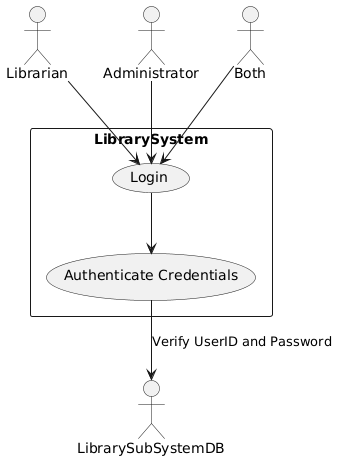 Librarian
Administrator
Both
LibrarySystem
Login
Authenticate Credentials
Verify UserID and Password
LibrarySubSystemDB